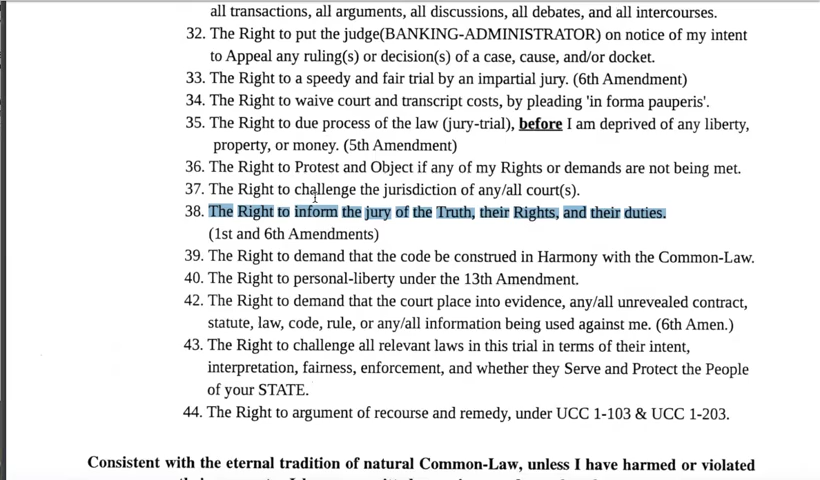 all transactions, all arguments, all discussions, all debates, and all intercourses.
32. The Right to put the judge(BANKING-ADMINISTRATOR) on notice of my intent
to Appeal any ruling(s) or decision(s) of a case, cause, and/or docket.
33. The Right to a speedy and fair trial by an impartial jury. (6th Amendment)
34. The Right to waive court and transcript costs, by pleading 'in forma pauperis'.
35. The Right to due process of the law (jury-trial), before I am deprived of any liberty,
property, or money. (5th Amendment)
36. The Right to Protest and Object if any of my Rights or demands are not being met.
37. The Right to challenge the jurisdiction of any/all court(s).
38. The Right to inform the jury of the Truth, their Rights, and their duties.
(1st and 6th Amendments)
39. The Right to demand that the code be construed in Harmony with the Common-Law.
40. The Right to personal-liberty under the 13th Amendment.
42. The Right to demand that the court place into evidence, any/all unrevealed contract,
statute, law, code, rule, or any/all information being used against me. (6th Amen.)
43. The Right to challenge all relevant laws in this trial in terms of their intent,
interpretation, fairness, enforcement, and whether they Serve and Protect the People
of your STATE.
44. The Right to argument of recourse and remedy, under UCC 1-103 & UCC 1-203.
Consistent with the eternal tradition of natural Common-Law, unless I have harmed or violated